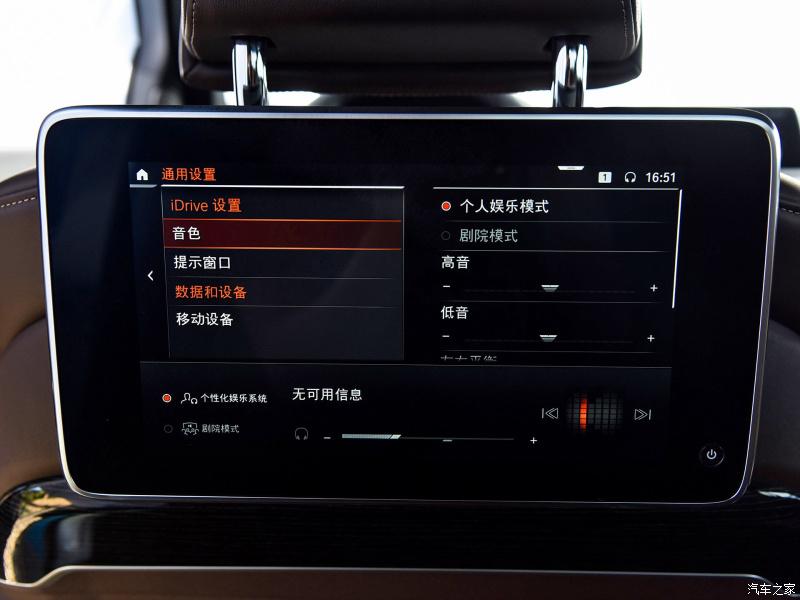 通用设置
1
16:51
iDrive 设置
音色
提示窗口
数据和设备
移动设备
个人娱乐模式
剧院模式
高音
- +
低音
- +
个性化娱乐系统
剧院模式
无可用信息
- +
汽车之家